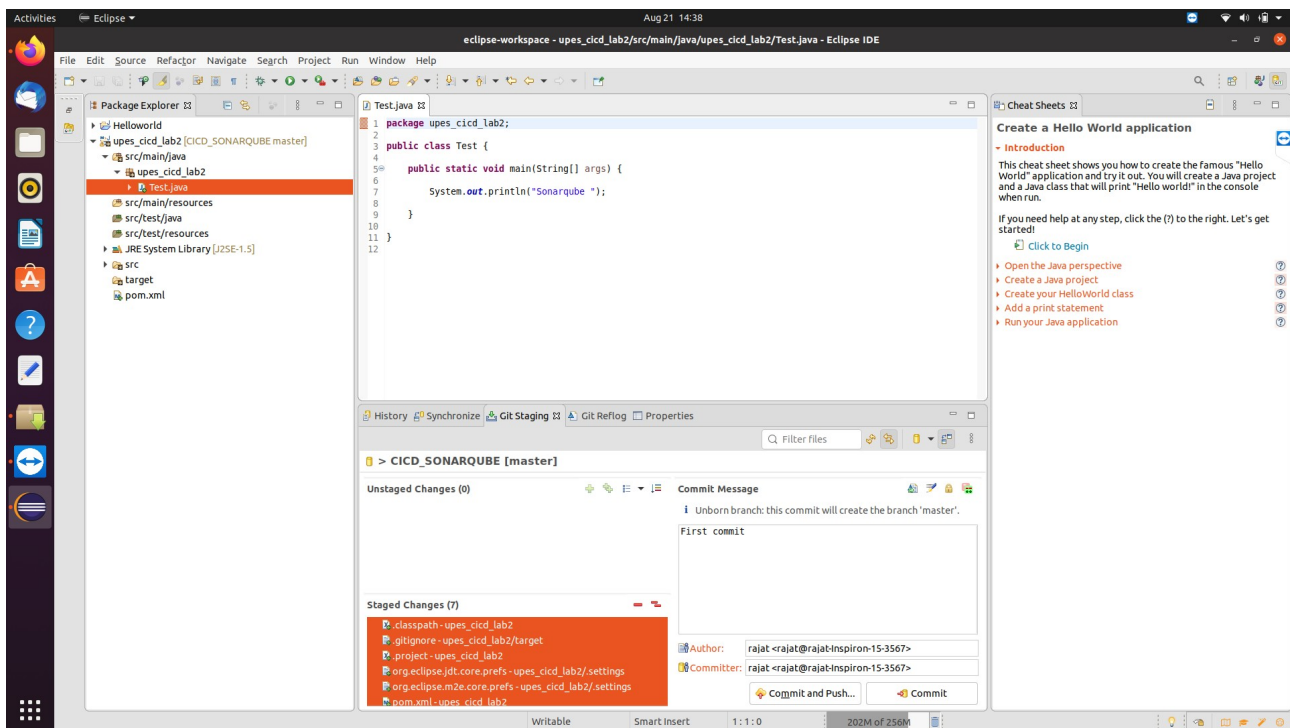 Activities
Eclipse
Aug 21 14:38
eclipse-workspace - upes_cicd_lab2/src/main/java/upes_cicd_lab2/Test.java - Eclipse IDE
File Edit Source Refactor Navigate Search Project Run Window Help
Package Explorer
Helloworld
upes_cicd_lab2 [CICD_SONARQUBE master]
src/main/java
upes_cicd_lab2
Test.java
src/main/resources
src/test/java
src/test/resources
JRE System Library [J2SE-1.5]
src
target
pom.xml
Test.java
1 package upes_cicd_lab2;
2
3 public class Test {
4
5 public static void main(String[] args) {
6
7 System.out.println("Sonarqube ");
8
9 }
10
11 }
12
History Synchronize Git Staging Git Reflog Properties
Filter files
> CICD_SONARQUBE [master]
Unstaged Changes (0)
Staged Changes (7)
.classpath - upes_cicd_lab2
.gitignore - upes_cicd_lab2/target
.project - upes_cicd_lab2
org.eclipse.jdt.core.prefs - upes_cicd_lab2/.settings
org.eclipse.m2e.core.prefs - upes_cicd_lab2/.settings
pom.xml - upes_cicd_lab2
Commit Message
Unborn branch: this commit will create the branch 'master'.
First commit
Author: rajat <rajat@rajat-Inspiron-15-3567>
Committer: rajat <rajat@rajat-Inspiron-15-3567>
Commit and Push...
Commit
Cheat Sheets
Create a Hello World application
Introduction
This cheat sheet shows you how to create the famous "Hello
World" application and try it out. You will create a Java project
and a Java class that will print "Hello world!" in the console
when run.
If you need help at any step, click the (?) to the right. Let's get
started!
Click to Begin
Open the Java perspective
Create a Java project
Create your HelloWorld class
Add a print statement
Run your Java application
Writable
Smart Insert
1 : 1 : 0
202M of 256M